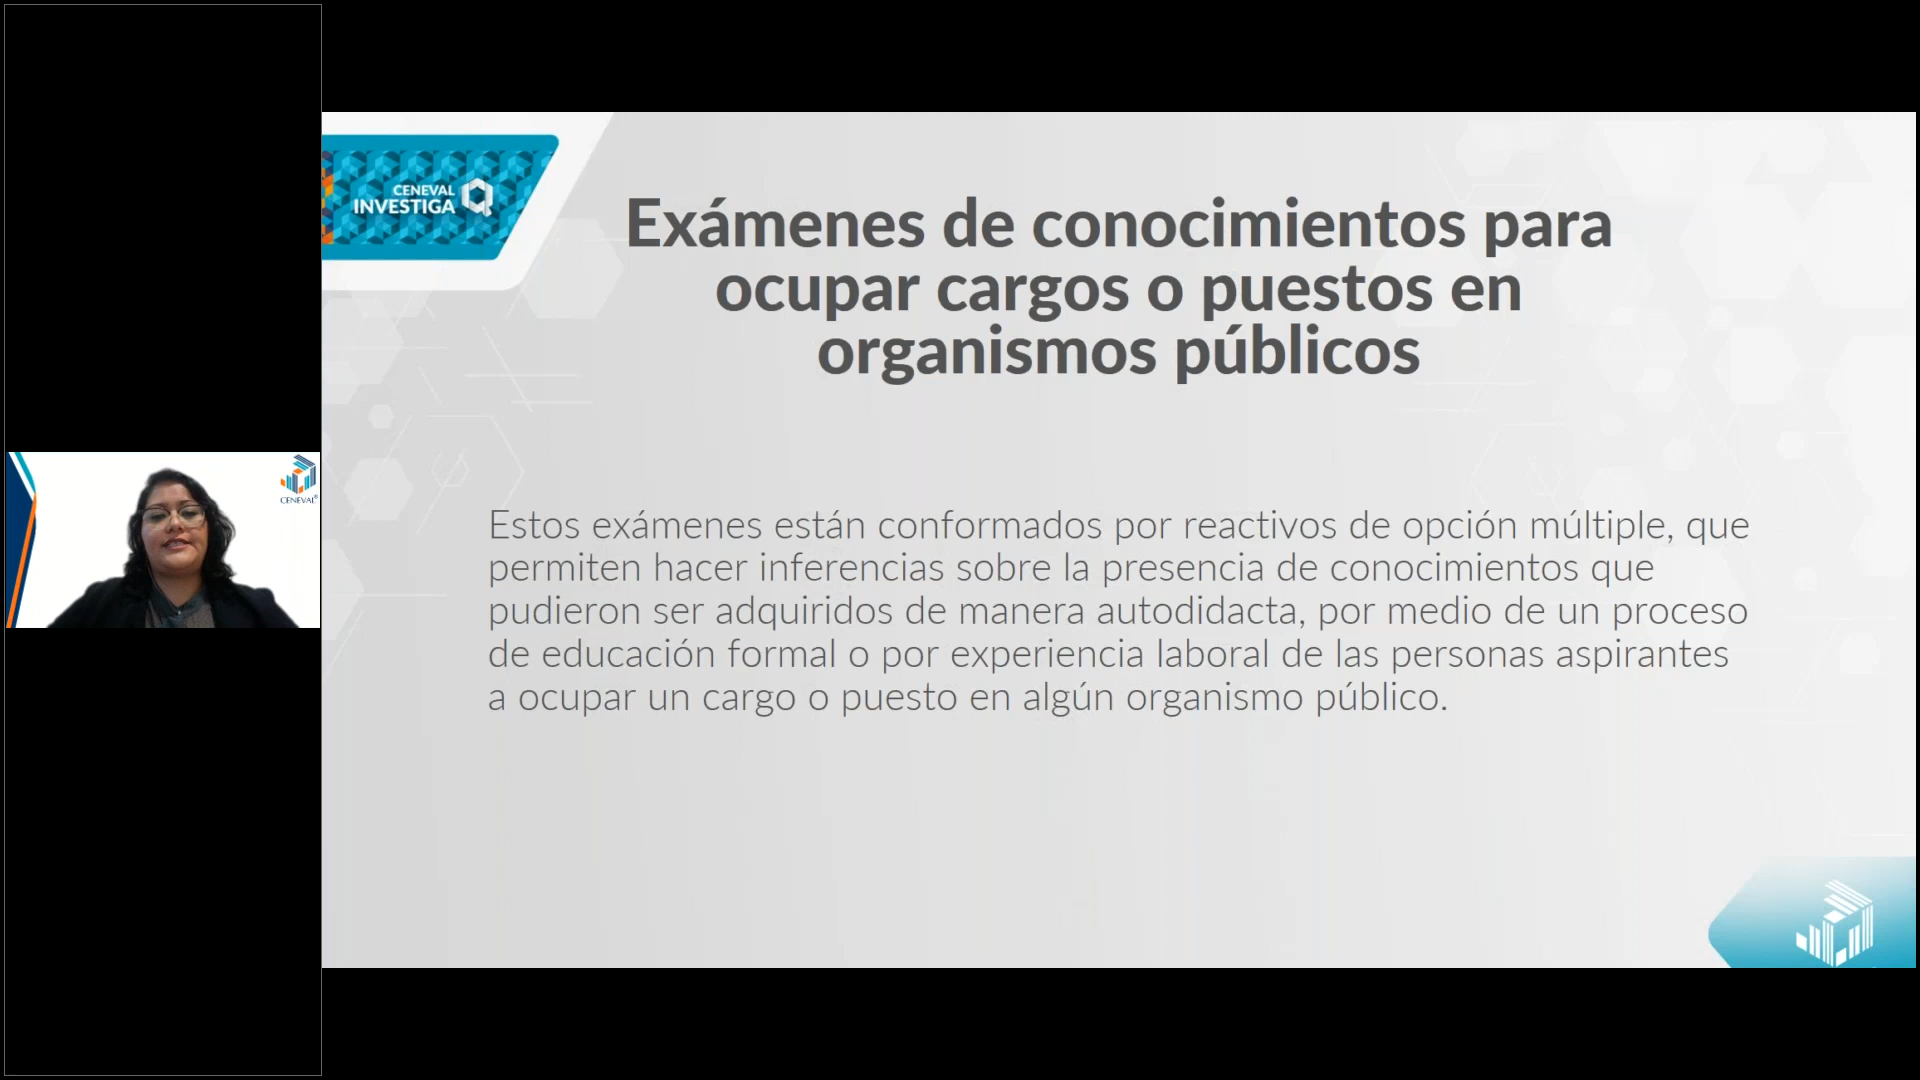 CENEVAL
INVESTIGA
Exámenes de conocimientos para
ocupar cargos o puestos en
organismos públicos
CENEVAL®
Estos exámenes están conformados por reactivos de opción múltiple, que
permiten hacer inferencias sobre la presencia de conocimientos que
pudieron ser adquiridos de manera autodidacta, por medio de un proceso
de educación formal o por experiencia laboral de las personas aspirantes
a ocupar un cargo o puesto en algún organismo público.